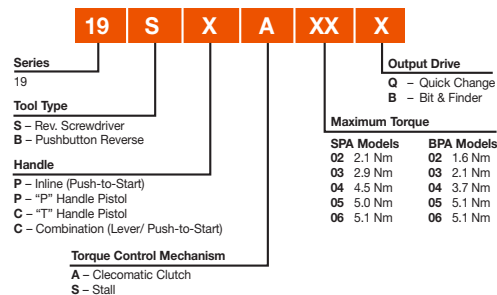 19 S X A XX X
Series
19
Tool Type
S – Rev. Screwdriver
B – Pushbutton Reverse
Handle
P – Inline (Push-to-Start)
P – “P” Handle Pistol
C – “T” Handle Pistol
C – Combination (Lever/ Push-to-Start)
Torque Control Mechanism
A – Clecomatic Clutch
S – Stall
Output Drive
Q – Quick Change
B – Bit & Finder
Maximum Torque
SPA Models BPA Models
02 2.1 Nm 02 1.6 Nm
03 2.9 Nm 03 2.1 Nm
04 4.5 Nm 04 3.7 Nm
05 5.0 Nm 05 5.1 Nm
06 5.1 Nm 06 5.1 Nm